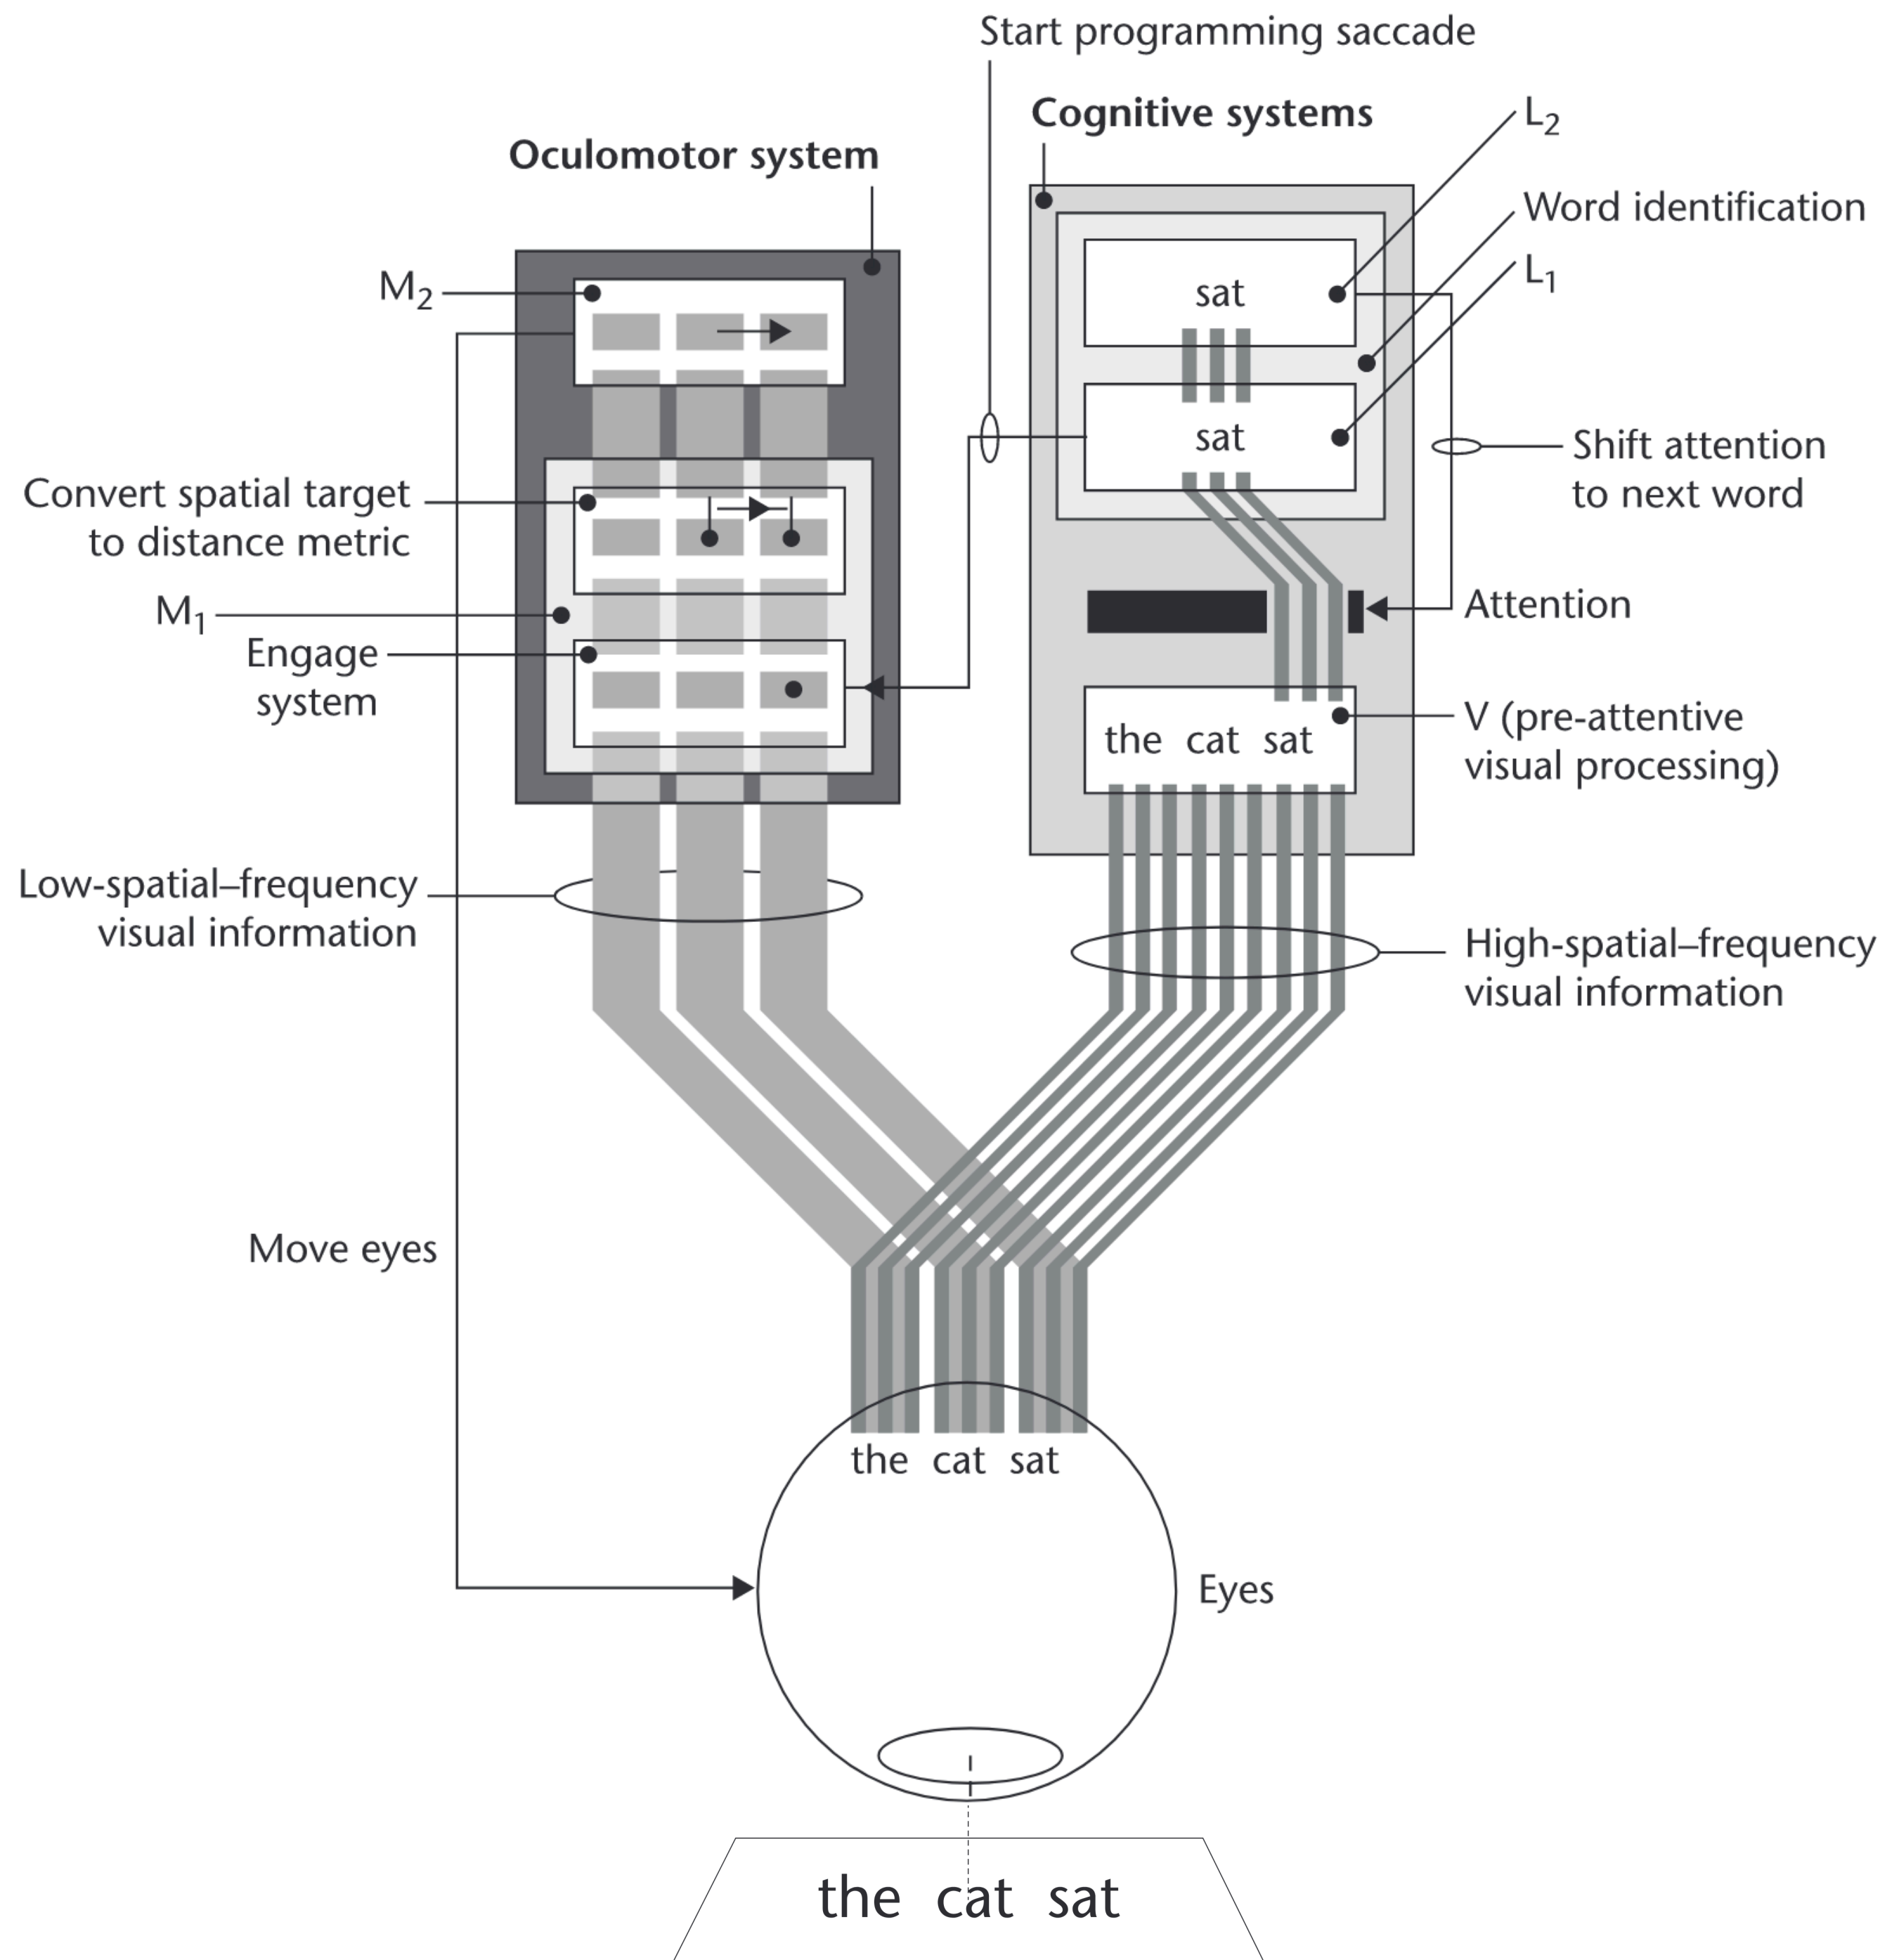 Start programming saccade
Cognitive systems
L2
Oculomotor system
Word identification
L1
M2
sat
sat
Shift attention
to next word
Convert spatial target
to distance metric
M1
Attention
Engage
system
V (pre-attentive
visual processing)
the cat sat
Low-spatial–frequency
visual information
High-spatial–frequency
visual information
Move eyes
the cat sat
Eyes
the cat sat